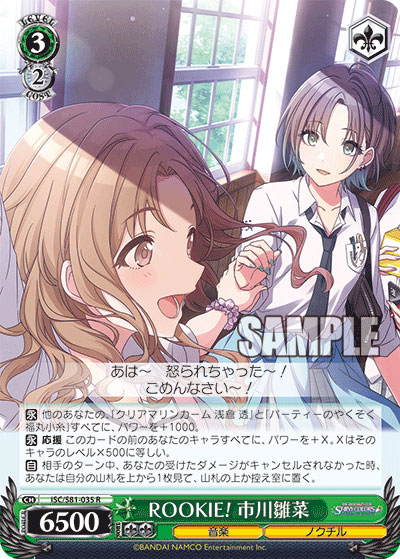 LEVEL
3
2
COST
SAMPLE
あは~ 怒られちゃった~!
ごめんなさい~!
永 他のあなたの、「クリアマリンカーム 浅倉 透」と「パーティーのやくそく
福丸小糸」すべてに、パワーを+1000。
永 応援 このカードの前のあなたのキャラすべてに、パワーを+X。Xはそ
のキャラのレベル×500に等しい。
自 相手のターン中、あなたの受けたダメージがキャンセルされなかった時、
あなたは自分の山札を上から1枚見て、山札の上か控室に置く。
CH
ISC/S81-035 R
6500
ROOKIE! 市川雛菜
SHINY COLORS
音楽
ノクチル
©BANDAI NAMCO Entertainment Inc.